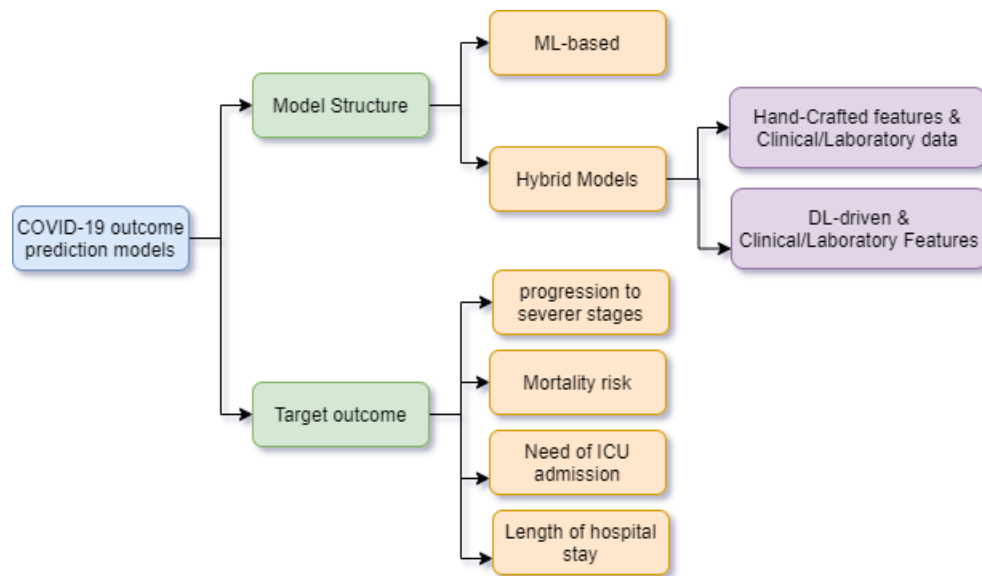 COVID-19 outcome
prediction models
Model Structure
ML-based
Hybrid Models
Hand-Crafted features &
Clinical/Laboratory data
DL-driven &
Clinical/Laboratory Features
Target outcome
progression to
severer stages
Mortality risk
Need of ICU
admission
Length of hospital
stay